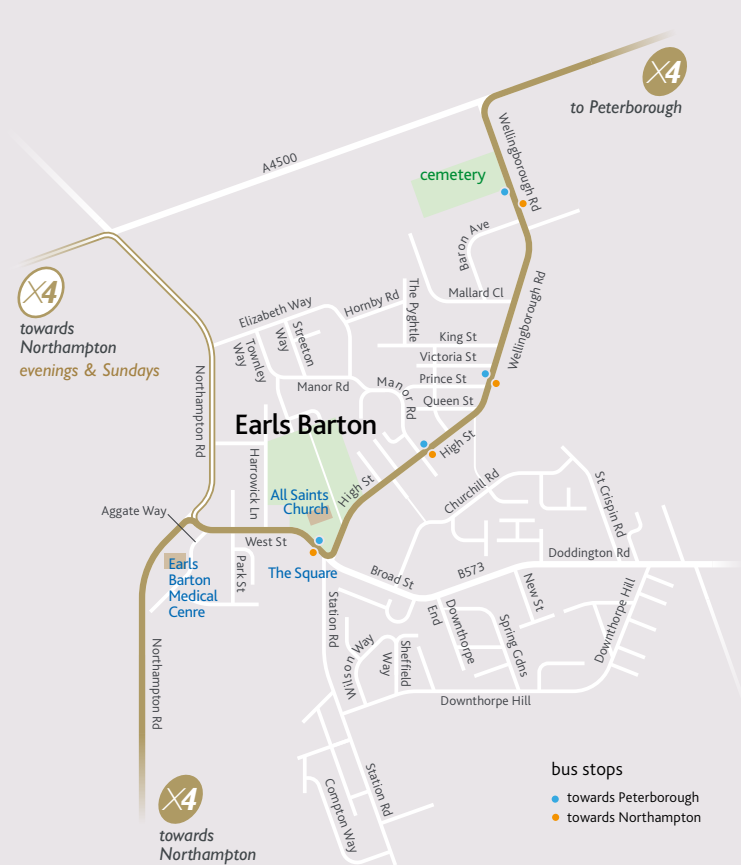 X4
to Peterborough
A4500
Wellingborough Rd
cemetery
Baron Ave
X4
towards
Northampton
evenings & Sundays
Elizabeth Way
Hornby Rd
The Pyghtle
Mallard Cl
Wellingborough Rd
Townley
Way
Streeton
Way
King St
Victoria St
Prince St
Queen St
Manor Rd
Manor Rd
Northampton Rd
Earls Barton
Harrowick Ln
High St
High St
All Saints
Church
Churchill Rd
St Crispin Rd
Aggate Way
West St
The Square
Park St
Earls
Barton
Medical
Cenre
Broad St
B573
Doddington Rd
New St
Station Rd
Downthorpe
End
Spring Gdns
Downthorpe Hill
Wilson Way
Sheffield
Way
Northampton Rd
Downthorpe Hill
Station Rd
Compton Way
X4
towards
Northampton
bus stops
towards Peterborough
towards Northampton